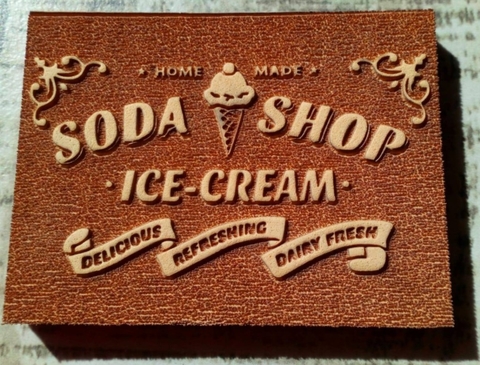 HOME MADE
SODA SHOP
·ICE-CREAM·
DELICIOUS REFRESHING DAIRY FRESH